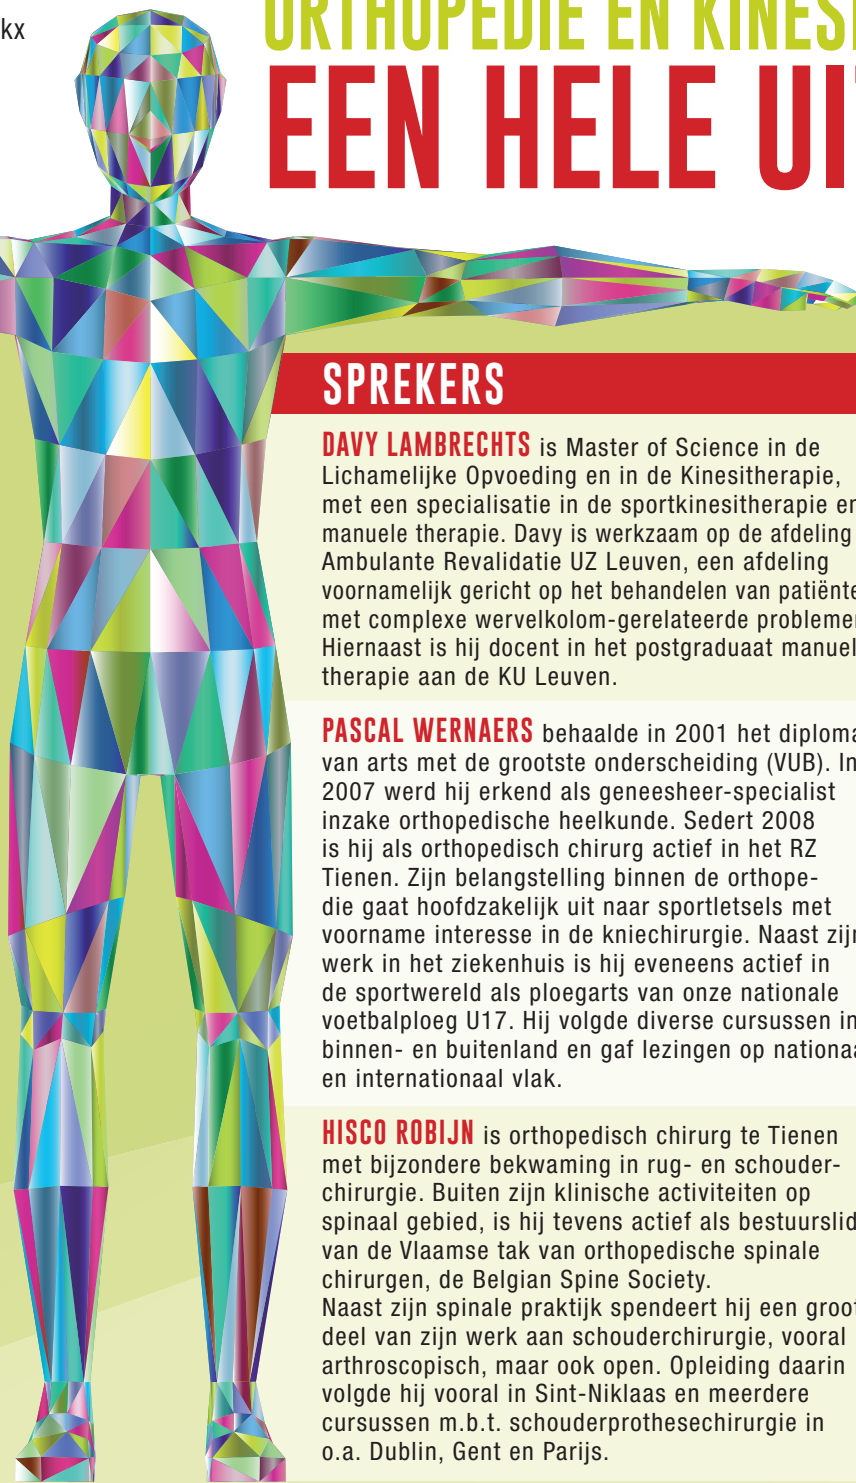 kx
ORTHOPEDIE EN KINESI
EEN HELE UI
SPREKERS
DAVY LAMBRECHTS is Master of Science in de
Lichamelijke Opvoeding en in de Kinesitherapie,
met een specialisatie in de sportkinesitherapie en
manuele therapie. Davy is werkzaam op de afdeling
Ambulante Revalidatie UZ Leuven, een afdeling
voornamelijk gericht op het behandelen van patiënte
met complexe wervelkolom-gerelateerde problemen
Hiernaast is hij docent in het postgraduaat manuel
therapie aan de KU Leuven.
PASCAL WERNAERS behaalde in 2001 het diploma
van arts met de grootste onderscheiding (VUB). In
2007 werd hij erkend als geneesheer-specialist
inzake orthopedische heelkunde. Sedert 2008
is hij als orthopedisch chirurg actief in het RZ
Tienen. Zijn belangstelling binnen de orthope-
die gaat hoofdzakelijk uit naar sportletsels met
voorname interesse in de kniechirurgie. Naast zijn
werk in het ziekenhuis is hij eveneens actief in
de sportwereld als ploegarts van onze nationale
voetbalploeg U17. Hij volgde diverse cursussen in
binnen- en buitenland en gaf lezingen op nationaa
en internationaal vlak.
HISCO ROBIJN is orthopedisch chirurg te Tienen
met bijzondere bekwaming in rug- en schouder-
chirurgie. Buiten zijn klinische activiteiten op
spinaal gebied, is hij tevens actief als bestuurslid
van de Vlaamse tak van orthopedische spinale
chirurgen, de Belgian Spine Society.
Naast zijn spinale praktijk spendeert hij een groot
deel van zijn werk aan schouderchirurgie, vooral
arthroscopisch, maar ook open. Opleiding daarin
volgde hij vooral in Sint-Niklaas en meerdere
cursussen m.b.t. schouderprothesechirurgie in
o.a. Dublin, Gent en Parijs.